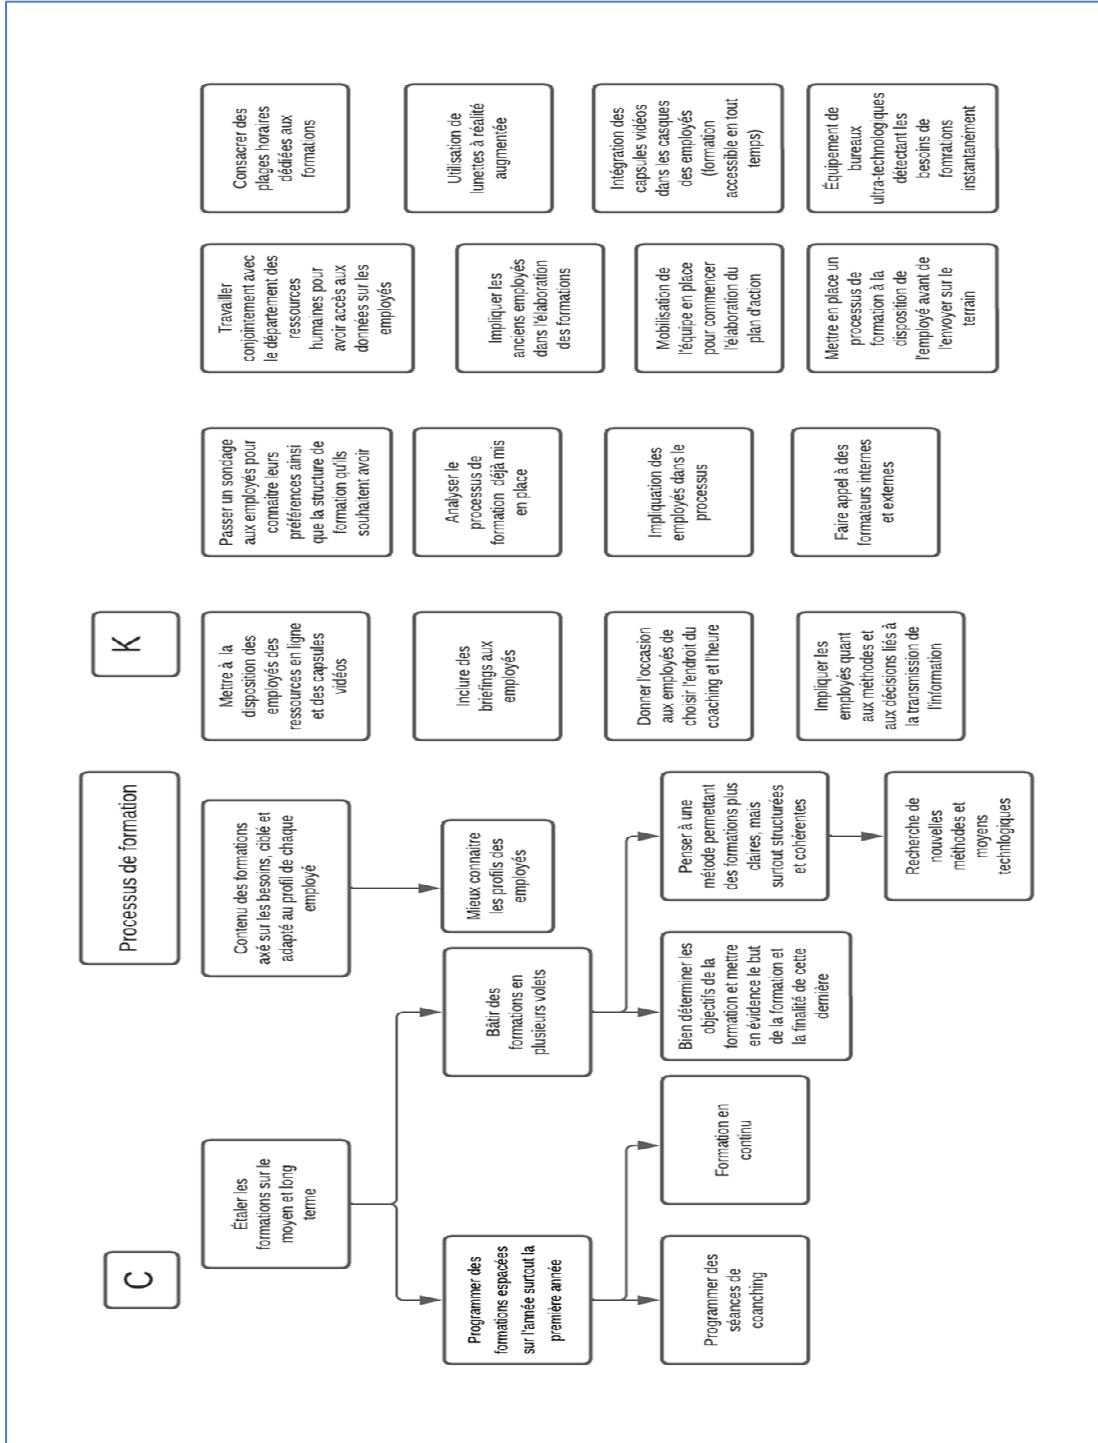 C
Processus de formation
K
Étaler les
formations sur le
moyen et long
terme
Contenu des formations
axé sur les besoins, ciblé et
adapté au profil de chaque
employé
Programmer des
formations espacées
sur l'année surtout la
première année
Bâtir des
formations en
plusieurs volets
Mieux connaitre
les profils des
employés
Programmer des
séances de
coanching
Formation en
continu
Bien déterminer les
objectifs de la
formation et mettre
en évidence le but
de la formation et
la finalité de cette
dernière
Penser à une
métode permettant
des formations plus
claires, mais
surtout structurées
et cohérentes
Recherche de
nouvelles
méthodes et
moyens
technlogiques
Mettre à la
disposition des
employés des
ressources en ligne
et des capsules
vidéos
Passer un sondage
aux employés pour
connaitre leurs
préférences ainsi
que la structure de
formation qu'ils
souhaitent avoir
Travailler
conjointement avec
le département des
ressources
humaines pour
avoir accès aux
données sur les
employés
Consacrer des
plages horaires
dédiées aux
formations
Inclure des
briefings aux
employés
Analyser le
processus de
formation déjà mis
en place
Impliquer les
anciens employés
dans l'élaboration
des formations
Utilisation de
lunettes à réalité
augmentée
Donner l'occasion
aux employés de
choisir l'endroit du
coaching et l'heure
Impliquation des
employés dans le
processus
Mobilisation de
l'équipe en place
pour commencer
l'élaboration du
plan d'action
Intégration des
capsules vidéos
dans les casques
des employés
(formation
accessible en tout
temps)
Impliquer les
employés quant
aux méthodes et
aux décisions liés à
la transmission de
l'information
Faire appel à des
formateurs internes
et externes
Mettre en place un
processus de
formation à la
disposition de
l'employé avant de
l'envoyer sur le
terrain
Équipement de
bureaux
ultra-technologiques
détectant les
besoins de
fomrations
instantanément